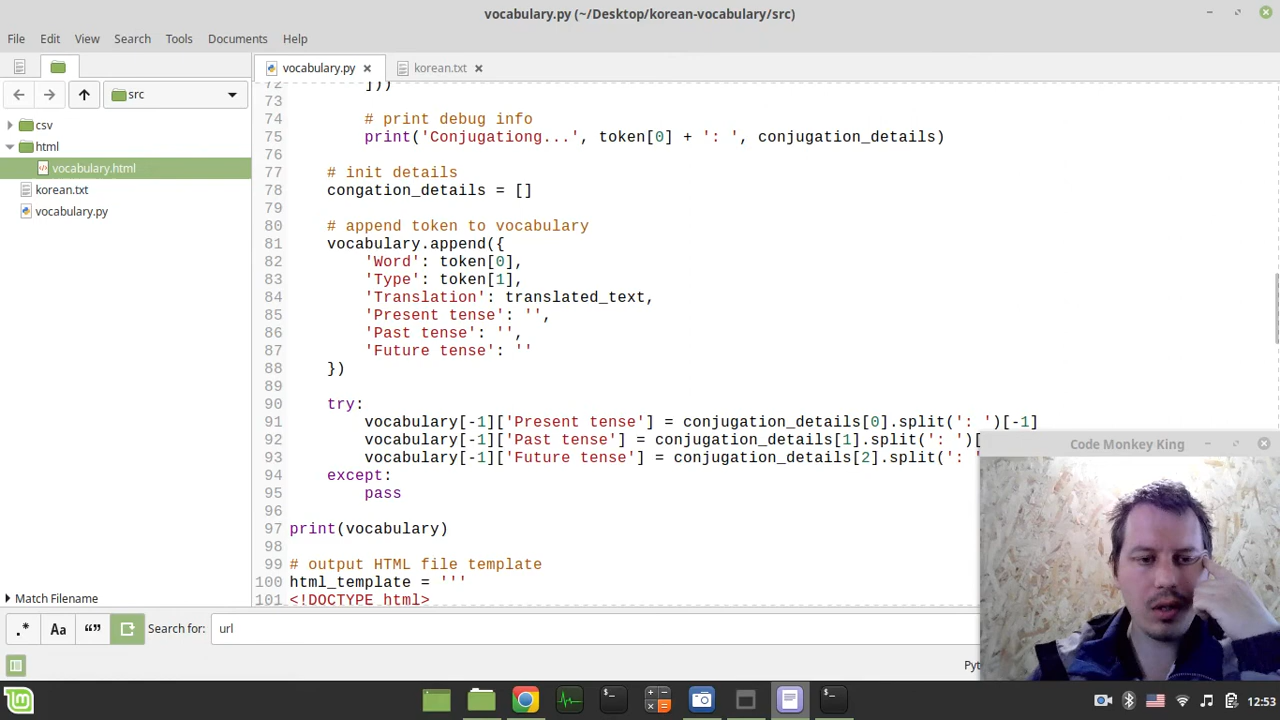 vocabulary.py (~/Desktop/korean-vocabulary/src)
File Edit View Search Tools Documents Help
vocabulary.py
korean.txt
src
csv
html
vocabulary.html
korean.txt
vocabulary.py
72 ]))
73
74 # print debug info
75 print('Conjugationg...', token[0] + ': ', conjugation_details)
76
77 # init details
78 congation_details = []
79
80 # append token to vocabulary
81 vocabulary.append({
82 'Word': token[0],
83 'Type': token[1],
84 'Translation': translated_text,
85 'Present tense': '',
86 'Past tense': '',
87 'Future tense': ''
88 })
89
90 try:
91 vocabulary[-1]['Present tense'] = conjugation_details[0].split(': ')[-1]
92 vocabulary[-1]['Past tense'] = conjugation_details[1].split(': ')[
93 vocabulary[-1]['Future tense'] = conjugation_details[2].split(': '
94 except:
95 pass
96
97 print(vocabulary)
98
99 # output HTML file template
100 html_template = '''
101 <!DOCTYPE html>
Match Filename
.* Aa “” Search for: url
Code Monkey King
Pyt
12:53